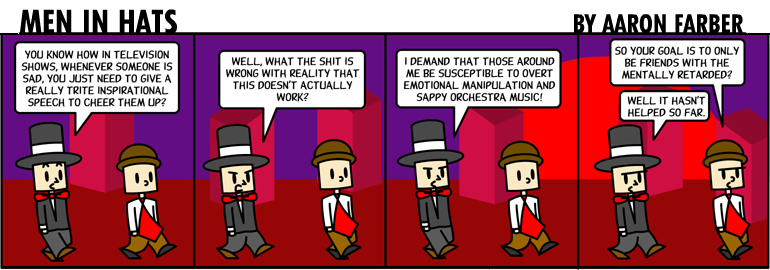 MEN IN HATS
BY AARON FARBER
YOU KNOW HOW IN TELEVISION
SHOWS, WHENEVER SOMEONE IS
SAD, YOU JUST NEED TO GIVE A
REALLY TRITE INSPIRATIONAL
SPEECH TO CHEER THEM UP?
WELL, WHAT THE SHIT IS
WRONG WITH REALITY THAT
THIS DOESN'T ACTUALLY
WORK?
I DEMAND THAT THOSE AROUND
ME BE SUSCEPTIBLE TO OVERT
EMOTIONAL MANIPULATION AND
SAPPY ORCHESTRA MUSIC!
SO YOUR GOAL IS TO ONLY
BE FRIENDS WITH THE
MENTALLY RETARDED?
WELL IT HASN'T
HELPED SO FAR.